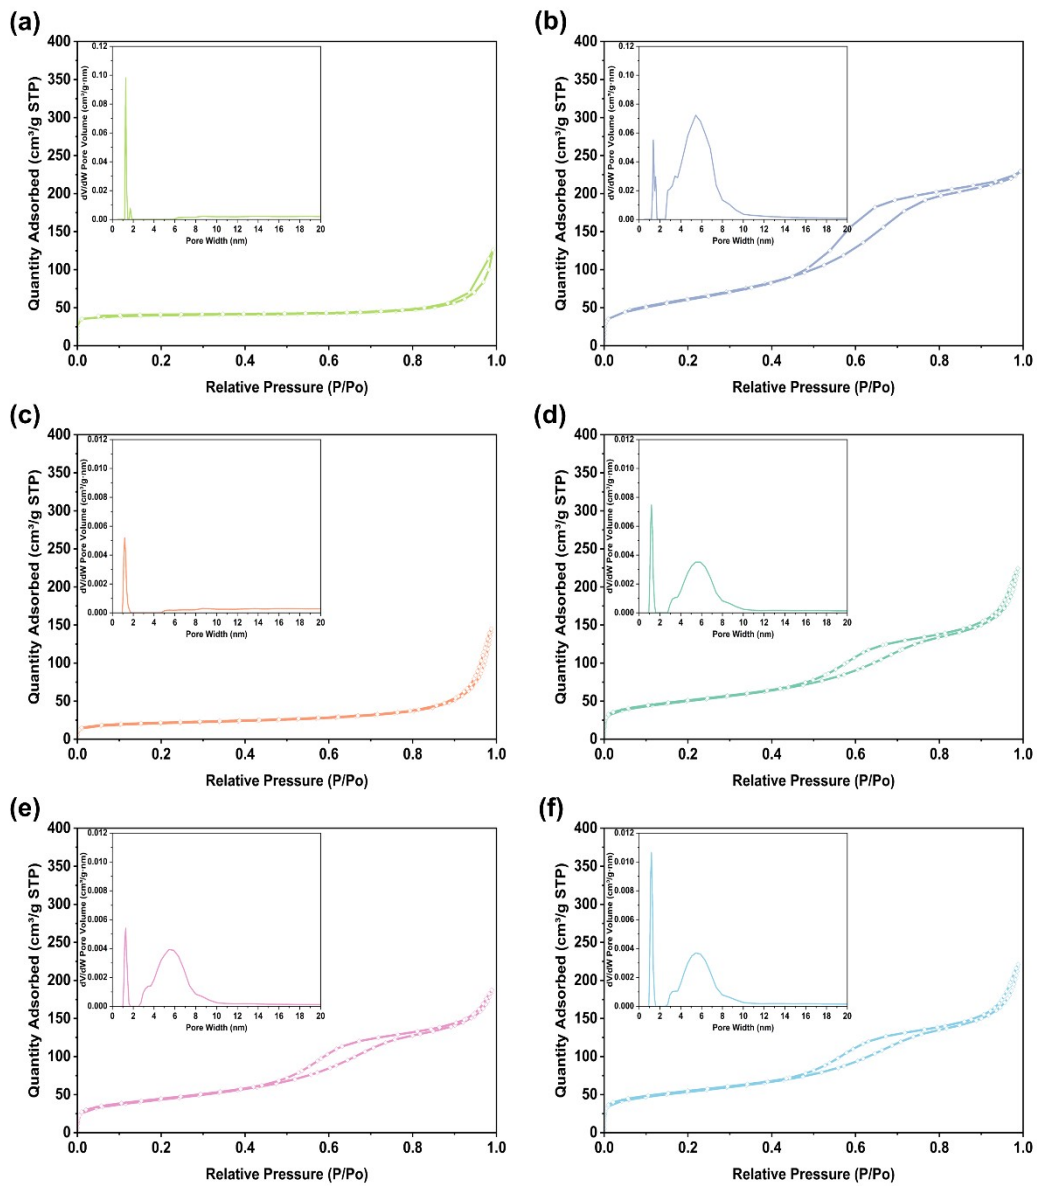 (a)
400
350
300
250
200
150
100
50
0
Quantity Adsorbed (cm³/g STP)
0.0 0.2 0.4 0.6 0.8 1.0
Relative Pressure (P/Po)
0.12
0.10
0.08
0.06
0.04
0.02
0.00
dV/dW Pore Volume (cm³/g·nm)
0 2 4 6 8 10 12 14 16 18 20
Pore Width (nm)
(b)
400
350
300
250
200
150
100
50
0
Quantity Adsorbed (cm³/g STP)
0.0 0.2 0.4 0.6 0.8 1.0
Relative Pressure (P/Po)
0.12
0.10
0.08
0.06
0.04
0.02
0.00
dV/dW Pore Volume (cm³/g·nm)
0 2 4 6 8 10 12 14 16 18 20
Pore Width (nm)
(c)
400
350
300
250
200
150
100
50
0
Quantity Adsorbed (cm³/g STP)
0.0 0.2 0.4 0.6 0.8 1.0
Relative Pressure (P/Po)
0.012
0.010
0.008
0.006
0.004
0.002
0.000
dV/dW Pore Volume (cm³/g·nm)
0 2 4 6 8 10 12 14 16 18 20
Pore Width (nm)
(d)
400
350
300
250
200
150
100
50
0
Quantity Adsorbed (cm³/g STP)
0.0 0.2 0.4 0.6 0.8 1.0
Relative Pressure (P/Po)
0.012
0.010
0.008
0.006
0.004
0.002
0.000
dV/dW Pore Volume (cm³/g·nm)
0 2 4 6 8 10 12 14 16 18 20
Pore Width (nm)
(e)
400
350
300
250
200
150
100
50
0
Quantity Adsorbed (cm³/g STP)
0.0 0.2 0.4 0.6 0.8 1.0
Relative Pressure (P/Po)
0.012
0.010
0.008
0.006
0.004
0.002
0.000
dV/dW Pore Volume (cm³/g·nm)
0 2 4 6 8 10 12 14 16 18 20
Pore Width (nm)
(f)
400
350
300
250
200
150
100
50
0
Quantity Adsorbed (cm³/g STP)
0.0 0.2 0.4 0.6 0.8 1.0
Relative Pressure (P/Po)
0.012
0.010
0.008
0.006
0.004
0.002
0.000
dV/dW Pore Volume (cm³/g·nm)
0 2 4 6 8 10 12 14 16 18 20
Pore Width (nm)